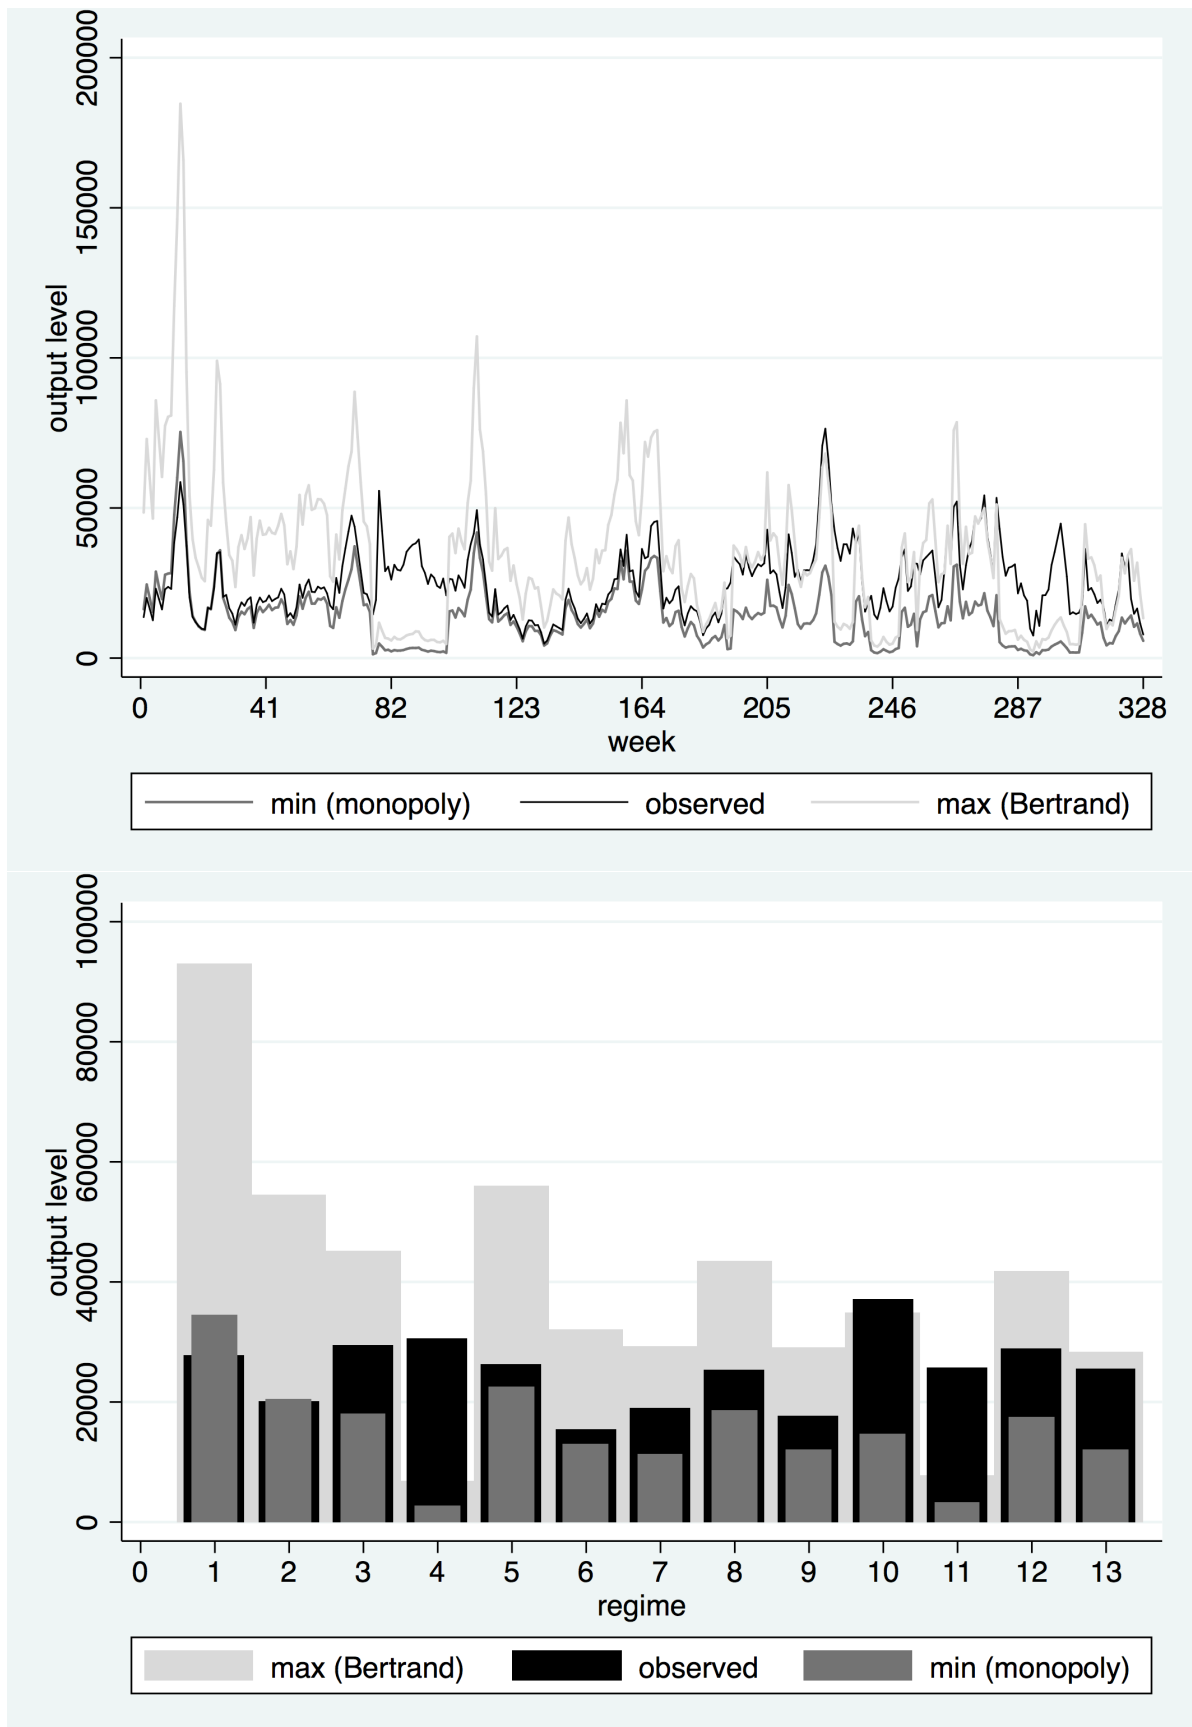 200000
150000
100000
50000
0
output level
0 41 82 123 164 205 246 287 328
week
min (monopoly) observed max (Bertrand)
100000
80000
60000
40000
20000
0
output level
0 1 2 3 4 5 6 7 8 9 10 11 12 13
regime
max (Bertrand) observed min (monopoly)